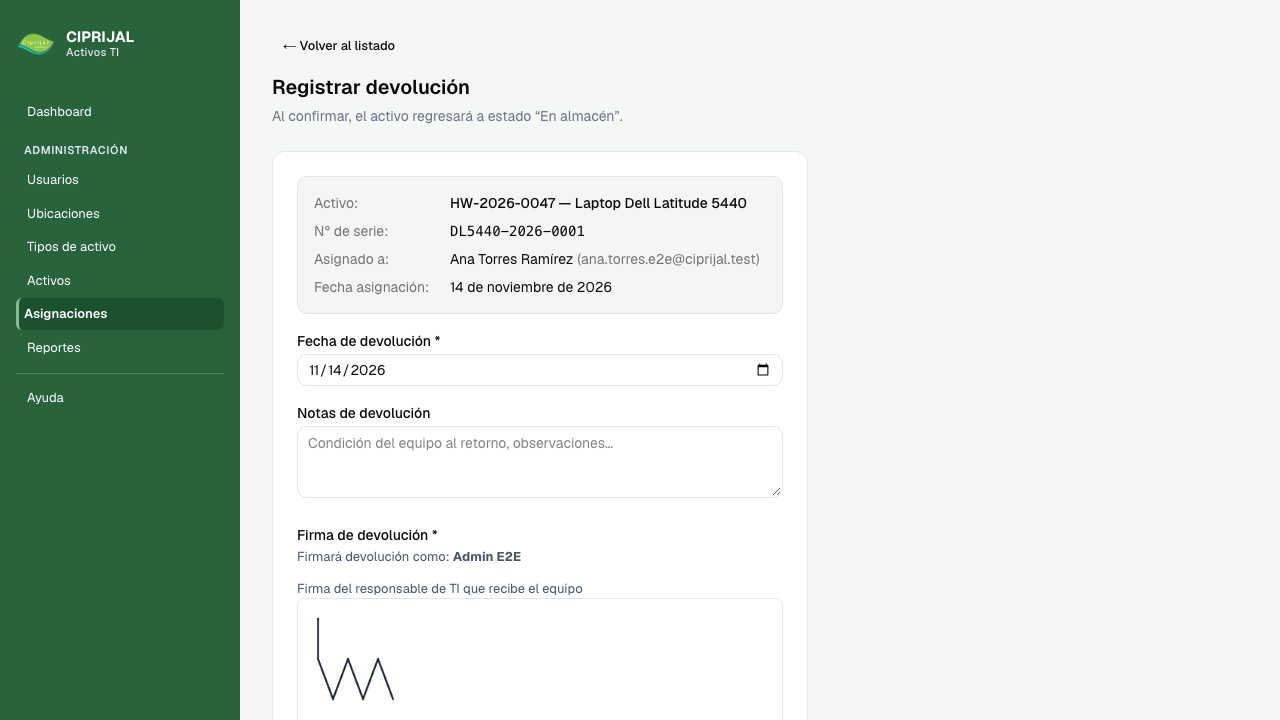 CIPRIJAL
Activos TI
Dashboard
ADMINISTRACIÓN
Usuarios
Ubicaciones
Tipos de activo
Activos
Asignaciones
Reportes
Ayuda
← Volver al listado
Registrar devolución
Al confirmar, el activo regresará a estado “En almacén”.
Activo: HW-2026-0047 — Laptop Dell Latitude 5440
N° de serie: DL5440-2026-0001
Asignado a: Ana Torres Ramírez (ana.torres.e2e@ciprijal.test)
Fecha asignación: 14 de noviembre de 2026
Fecha de devolución *
11/14/2026
Notas de devolución
Condición del equipo al retorno, observaciones...
Firma de devolución *
Firmará devolución como: Admin E2E
Firma del responsable de TI que recibe el equipo